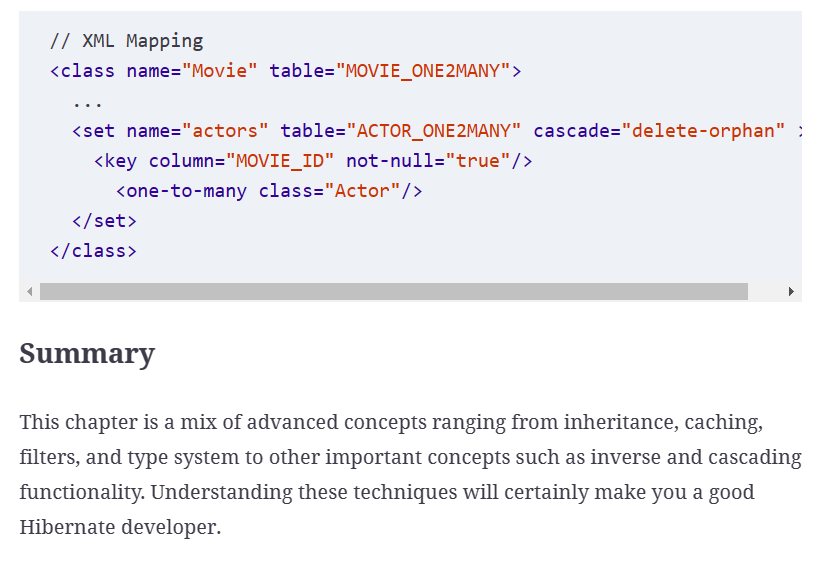 // XML Mapping
<class name="Movie" table="MOVIE_ONE2MANY">
...
<set name="actors" table="ACTOR_ONE2MANY" cascade="delete-orphan" >
<key column="MOVIE_ID" not-null="true"/>
<one-to-many class="Actor"/>
</set>
</class>
Summary
This chapter is a mix of advanced concepts ranging from inheritance, caching,
filters, and type system to other important concepts such as inverse and cascading
functionality. Understanding these techniques will certainly make you a good
Hibernate developer.